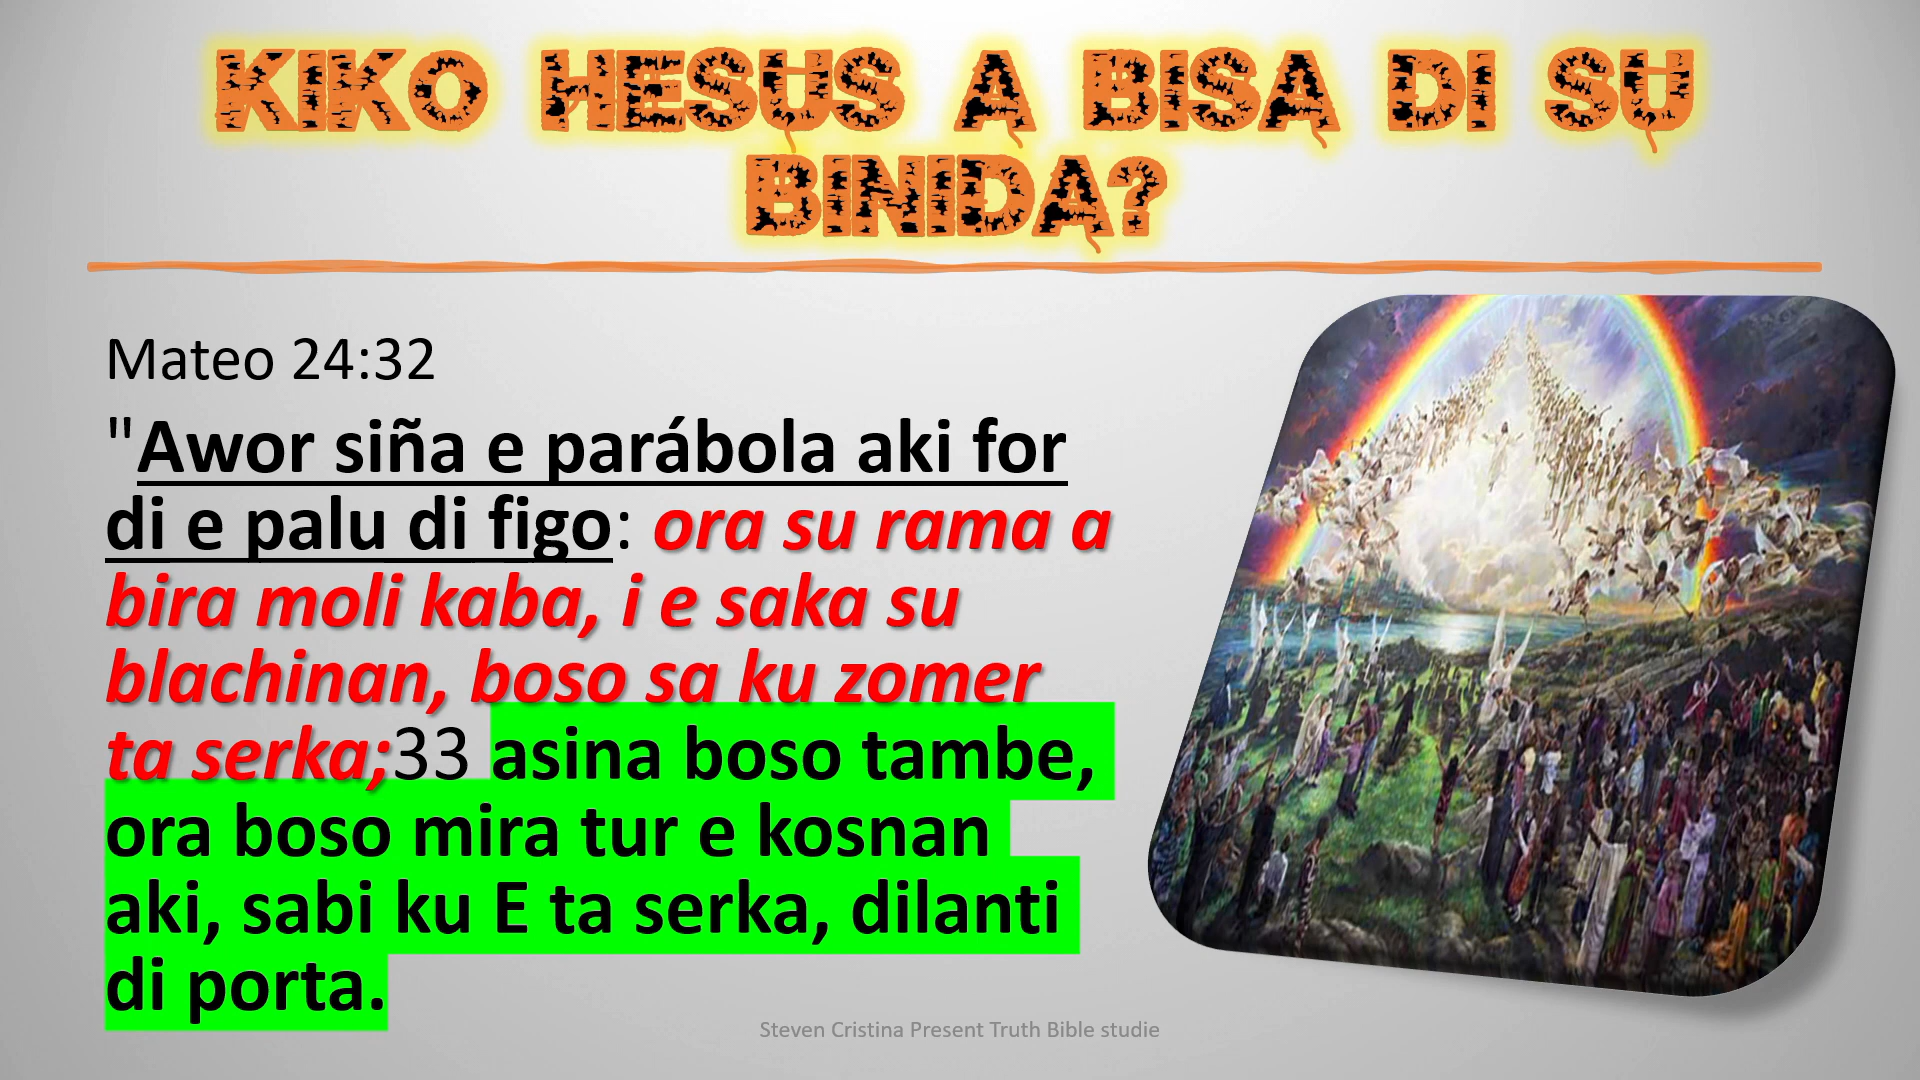 KIKO HESUS A BISA DI SU
BINIDA?
Mateo 24:32
"Awor siña e parábola aki for
di e palu di figo: ora su rama a
bira moli kaba, i e saka su
blachinan, boso sa ku zomer
ta serka;33 asina boso tambe,
ora boso mira tur e kosnan
aki, sabi ku E ta serka, dilanti
di porta.
Steven Cristina Present Truth Bible studie